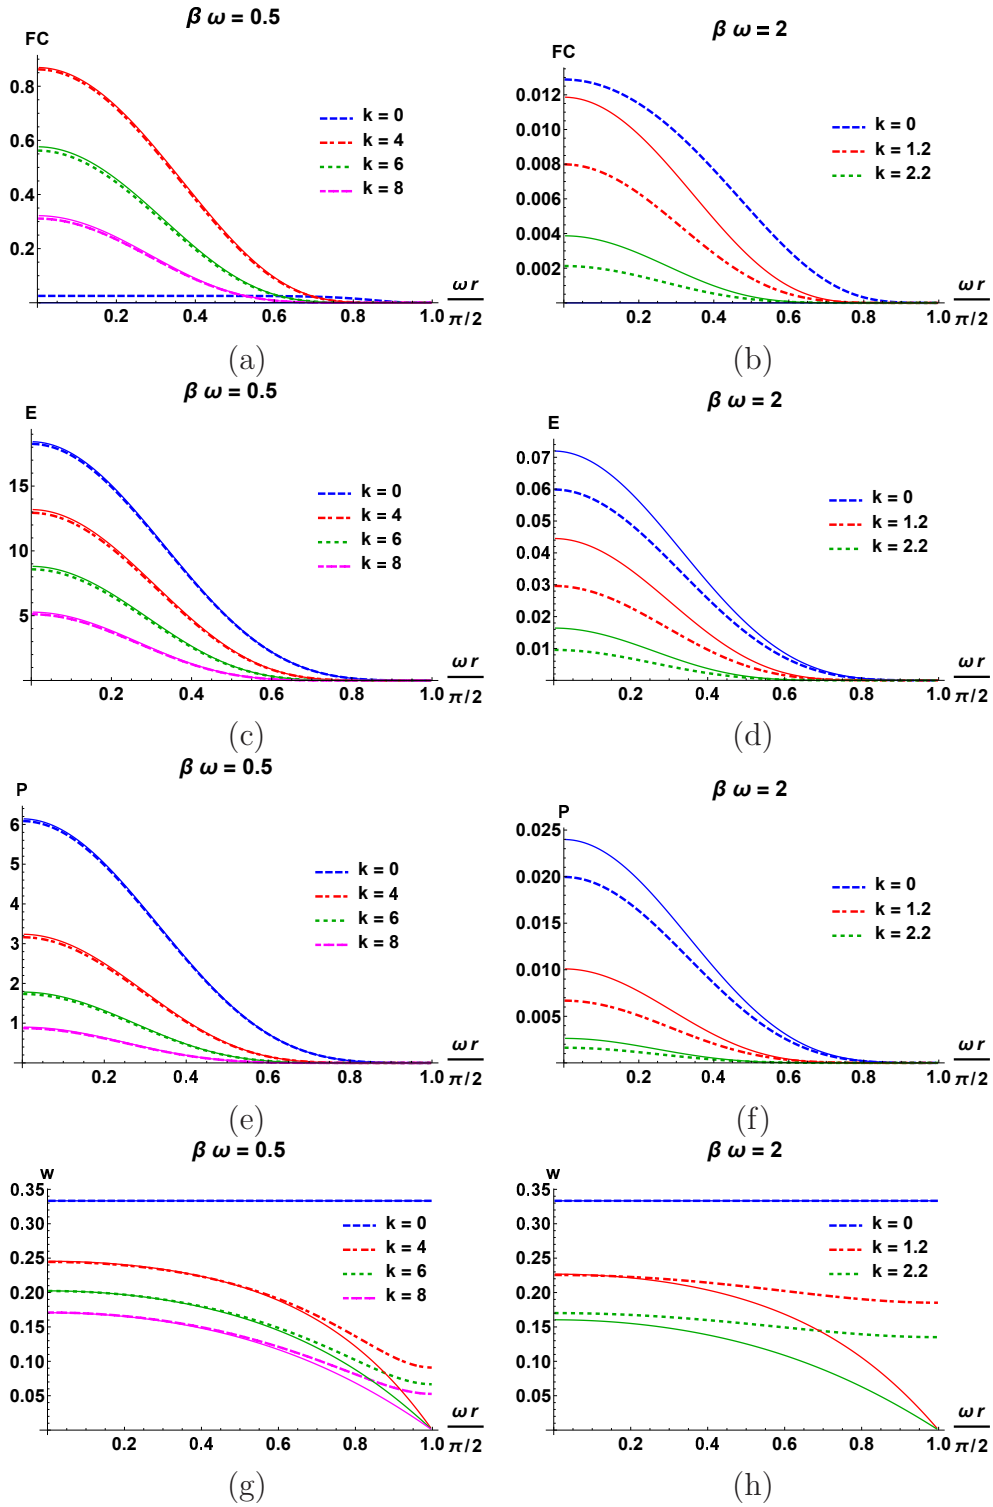 β ω = 0.5
FC
0.8
0.6
0.4
0.2
0.2 0.4 0.6 0.8 1.0
ω r
π/2
k = 0
k = 4
k = 6
k = 8
(a)
β ω = 2
FC
0.012
0.010
0.008
0.006
0.004
0.002
0.2 0.4 0.6 0.8 1.0
ω r
π/2
k = 0
k = 1.2
k = 2.2
(b)
β ω = 0.5
E
15
10
5
0.2 0.4 0.6 0.8 1.0
ω r
π/2
k = 0
k = 4
k = 6
k = 8
(c)
β ω = 2
E
0.07
0.06
0.05
0.04
0.03
0.02
0.01
0.2 0.4 0.6 0.8 1.0
ω r
π/2
k = 0
k = 1.2
k = 2.2
(d)
β ω = 0.5
P
6
5
4
3
2
1
0.2 0.4 0.6 0.8 1.0
ω r
π/2
k = 0
k = 4
k = 6
k = 8
(e)
β ω = 2
P
0.025
0.020
0.015
0.010
0.005
0.2 0.4 0.6 0.8 1.0
ω r
π/2
k = 0
k = 1.2
k = 2.2
(f)
β ω = 0.5
w
0.35
0.30
0.25
0.20
0.15
0.10
0.05
0.2 0.4 0.6 0.8 1.0
ω r
π/2
k = 0
k = 4
k = 6
k = 8
(g)
β ω = 2
w
0.35
0.30
0.25
0.20
0.15
0.10
0.05
0.2 0.4 0.6 0.8 1.0
ω r
π/2
k = 0
k = 1.2
k = 2.2
(h)